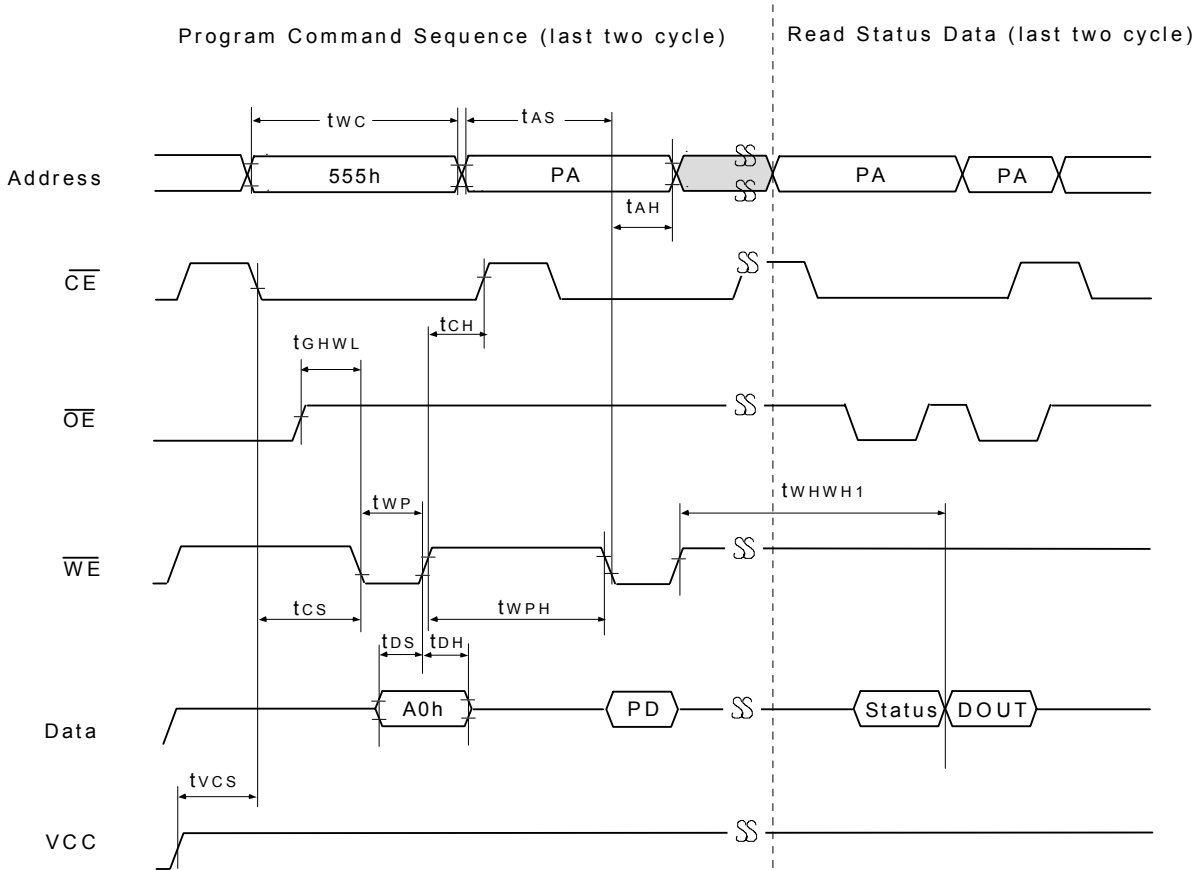 Program Command Sequence (last two cycle)
Read Status Data (last two cycle)
tWC
tAS
Address
555h
PA
PA
PA
tAH
CE
tCH
tGHWL
OE
tWHWH1
tWP
WE
tCS
tWPH
tDS
tDH
Data
A0h
PD
Status
DOUT
tVCS
VCC